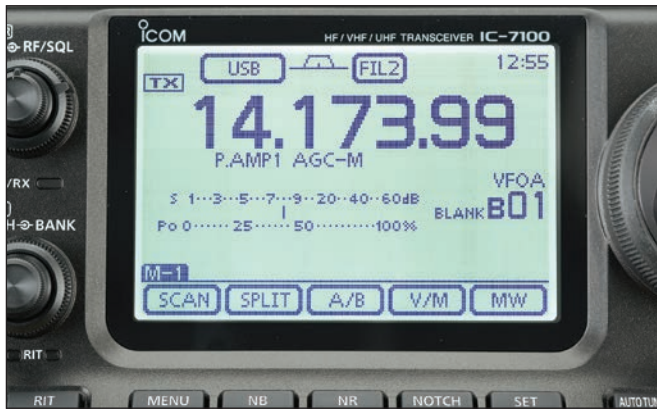 ICOM
HF / VHF / UHF TRANSCEIVER IC-7100
RF/SQL
USB FIL2 12:55
TX
14.173.99
P.AMP1 AGC-M
/RX
VFOA
S 1···3···5···7···9··20··40··60dB
BLANK B01
H BANK
Po 0······25······50·········100%
M-1
SCAN SPLIT A/B V/M MW
RIT
RIT MENU NB NR NOTCH SET AUTO TUN